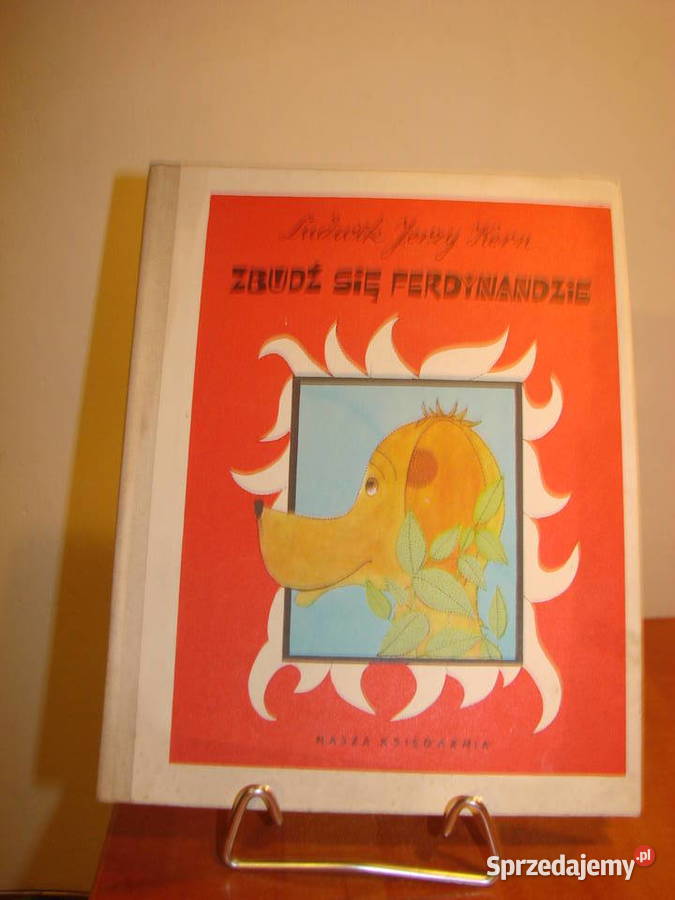 Ludwik Jerzy Kern
ZBUDŹ SIĘ FERDYNANDZIE
NASZA KSIĘGARNIA
Sprzedajemy.pl